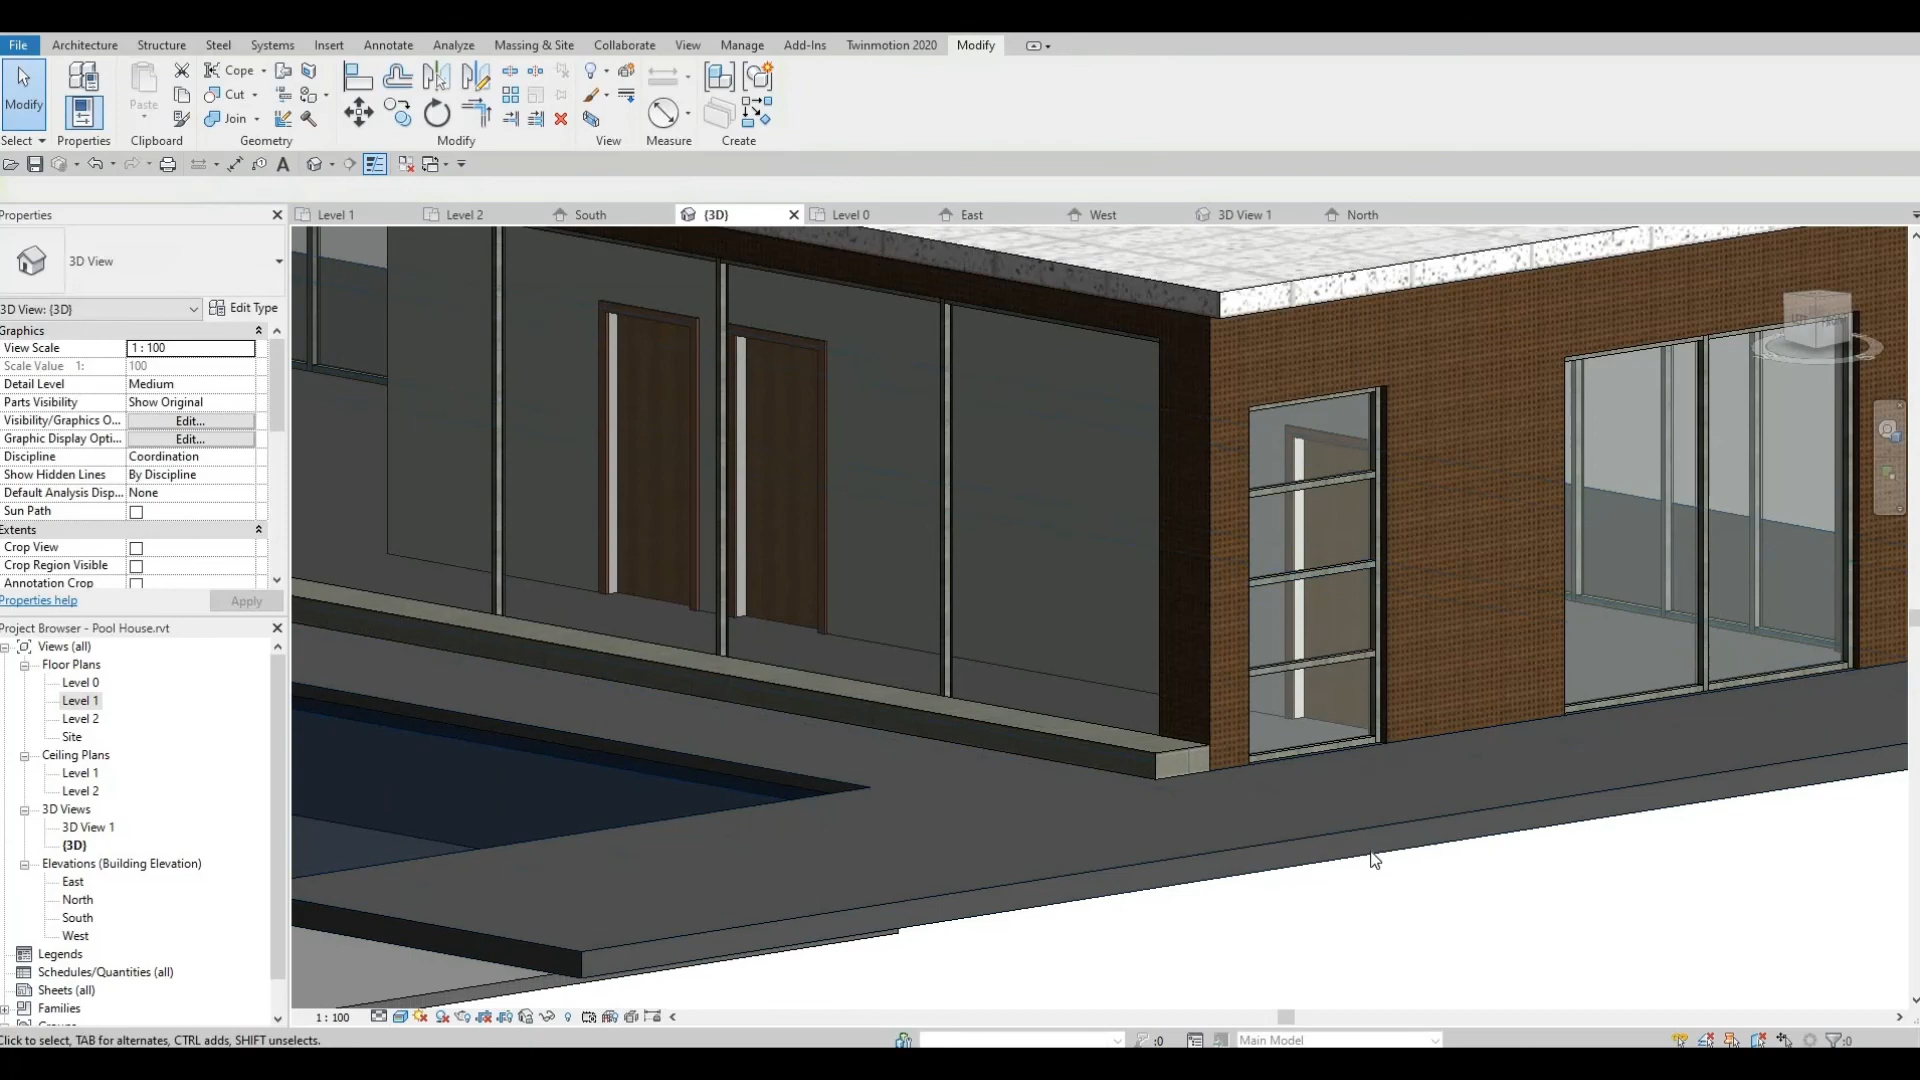 File Architecture Structure Steel Systems Insert Annotate Analyze Massing & Site Collaborate View Manage Add-Ins Twinmotion 2020 Modify
Modify Paste Cope Cut Join
Select Properties Clipboard Geometry Modify View Measure Create
Properties
Level 1 Level 2 South {3D} Level 0 East West 3D View 1 North
3D View
3D View: {3D} Edit Type
Graphics
View Scale 1 : 100
Scale Value 1: 100
Detail Level Medium
Parts Visibility Show Original
Visibility/Graphics O... Edit...
Graphic Display Opti... Edit...
Discipline Coordination
Show Hidden Lines By Discipline
Default Analysis Disp... None
Sun Path
Extents
Crop View
Crop Region Visible
Annotation Crop
Properties help Apply
Project Browser - Pool House.rvt
Views (all)
Floor Plans
Level 0
Level 1
Level 2
Site
Ceiling Plans
Level 1
Level 2
3D Views
3D View 1
{3D}
Elevations (Building Elevation)
East
North
South
West
Legends
Schedules/Quantities (all)
Sheets (all)
Families
1 : 100
Click to select, TAB for alternates, CTRL adds, SHIFT unselects. :0 Main Model :0